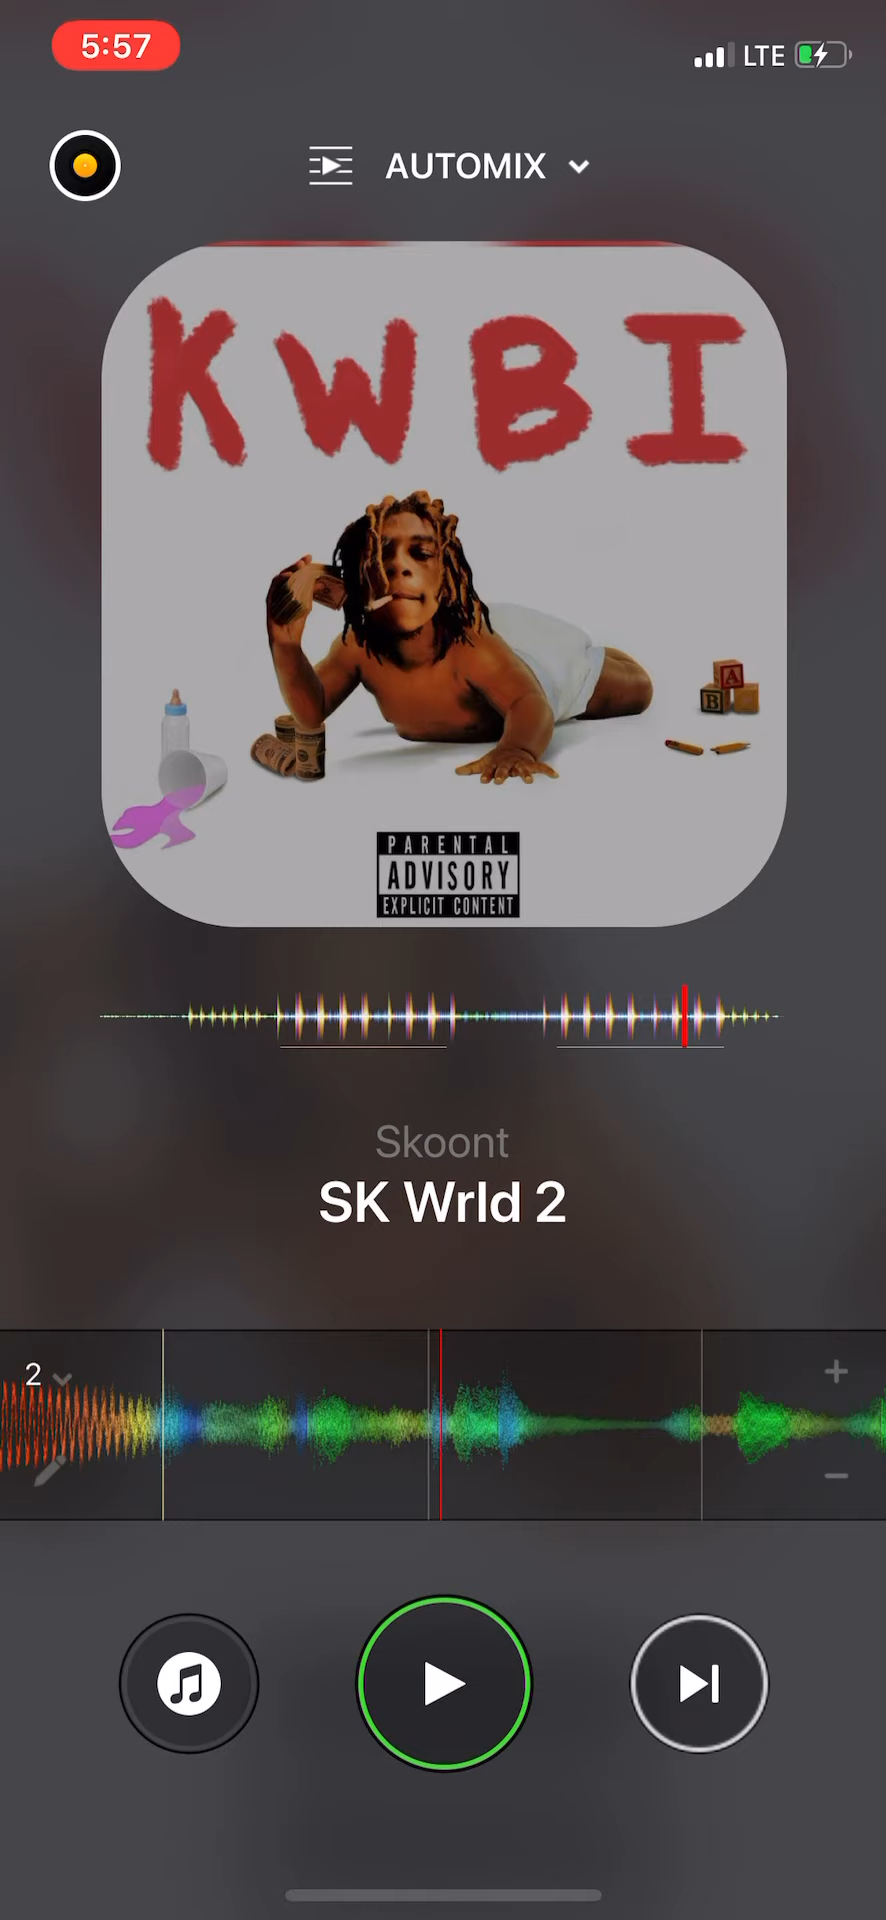 5:57
LTE
AUTOMIX
KWBI
A
B
PARENTAL
ADVISORY
EXPLICIT CONTENT
Skoont
SK Wrld 2
2